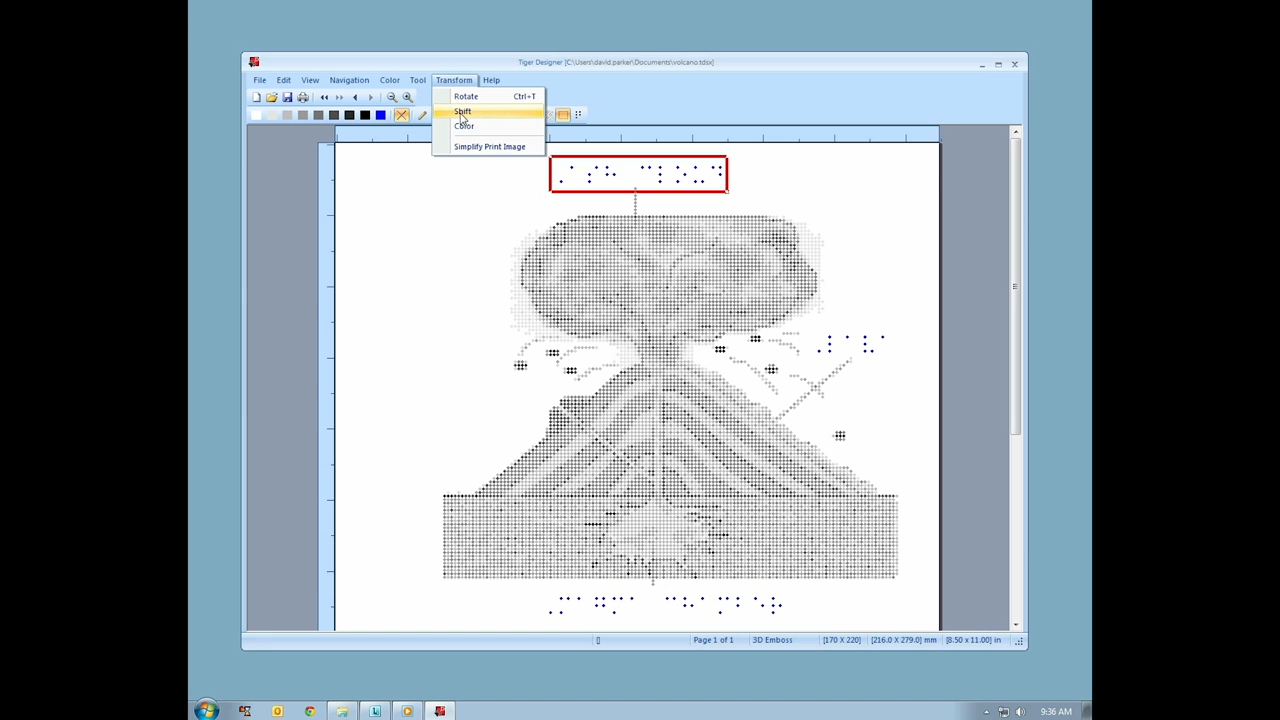 Tiger Designer [C:\Users\david.parker\Documents\volcano.tdsx]
File Edit View Navigation Color Tool Transform Help
Rotate Ctrl+T
Shift
Color
Simplify Print Image
Page 1 of 1 3D Emboss [170 X 220] [216.0 X 279.0] mm [8.50 x 11.00] in
9:36 AM